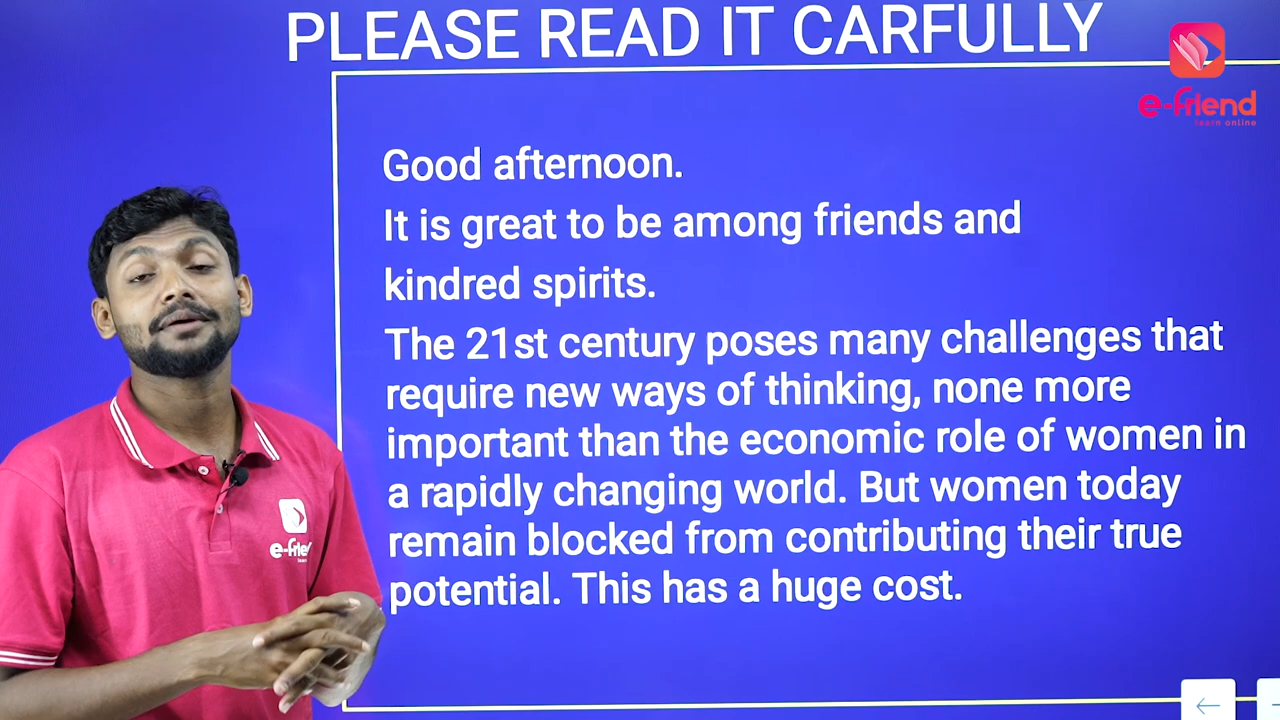 PLEASE READ IT CARFULLY
e-friend
learn online
Good afternoon.
It is great to be among friends and
kindred spirits.
The 21st century poses many challenges that
require new ways of thinking, none more
important than the economic role of women in
a rapidly changing world. But women today
remain blocked from contributing their true
potential. This has a huge cost.
e-frie